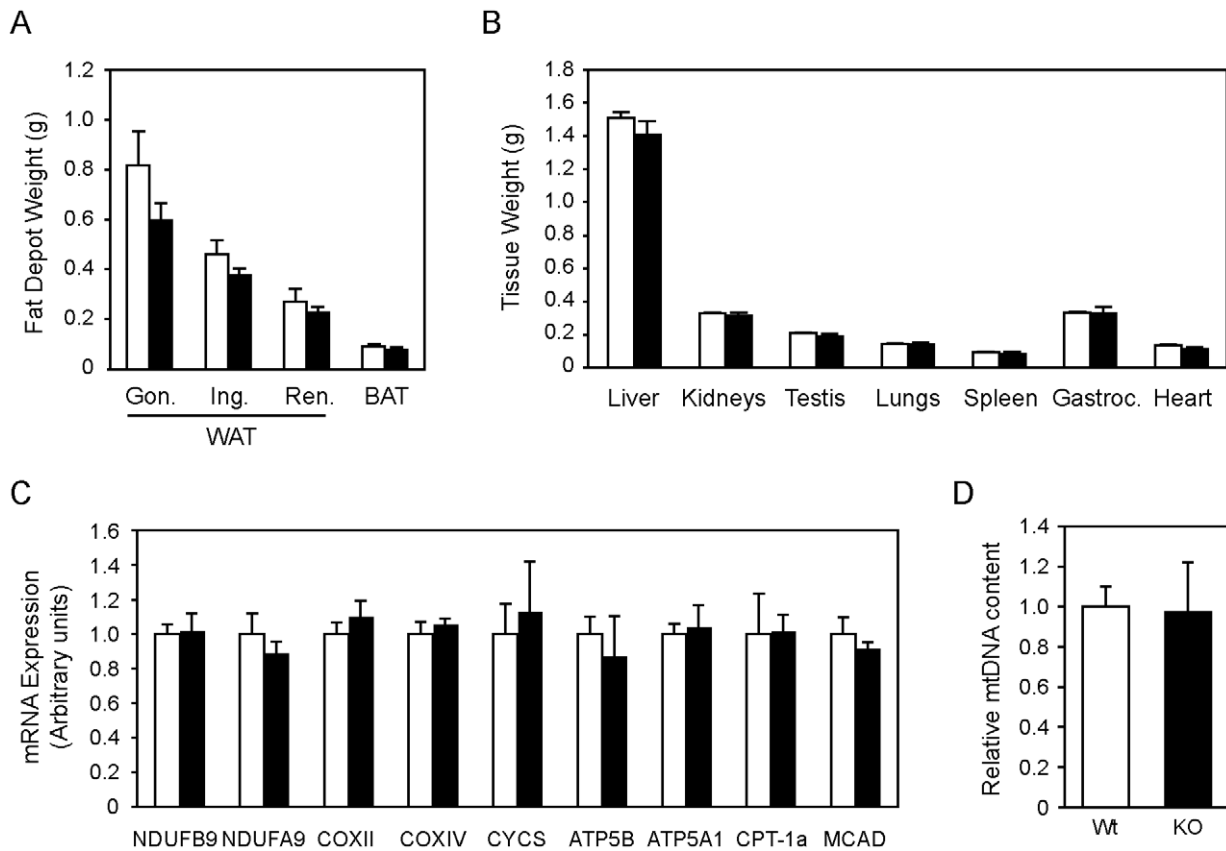 A
Fat Depot Weight (g)
1.2
1.0
0.8
0.6
0.4
0.2
0
Gon. Ing. Ren. BAT
WAT
B
Tissue Weight (g)
1.8
1.6
1.4
1.2
1.0
0.8
0.6
0.4
0.2
0
Liver Kidneys Testis Lungs Spleen Gastroc. Heart
C
mRNA Expression
(Arbitrary units)
1.6
1.4
1.2
1.0
0.8
0.6
0.4
0.2
0
NDUFB9 NDUFA9 COXII COXIV CYCS ATP5B ATP5A1 CPT-1a MCAD
D
Relative mtDNA content
1.4
1.2
1.0
0.8
0.6
0.4
0.2
0
Wt KO